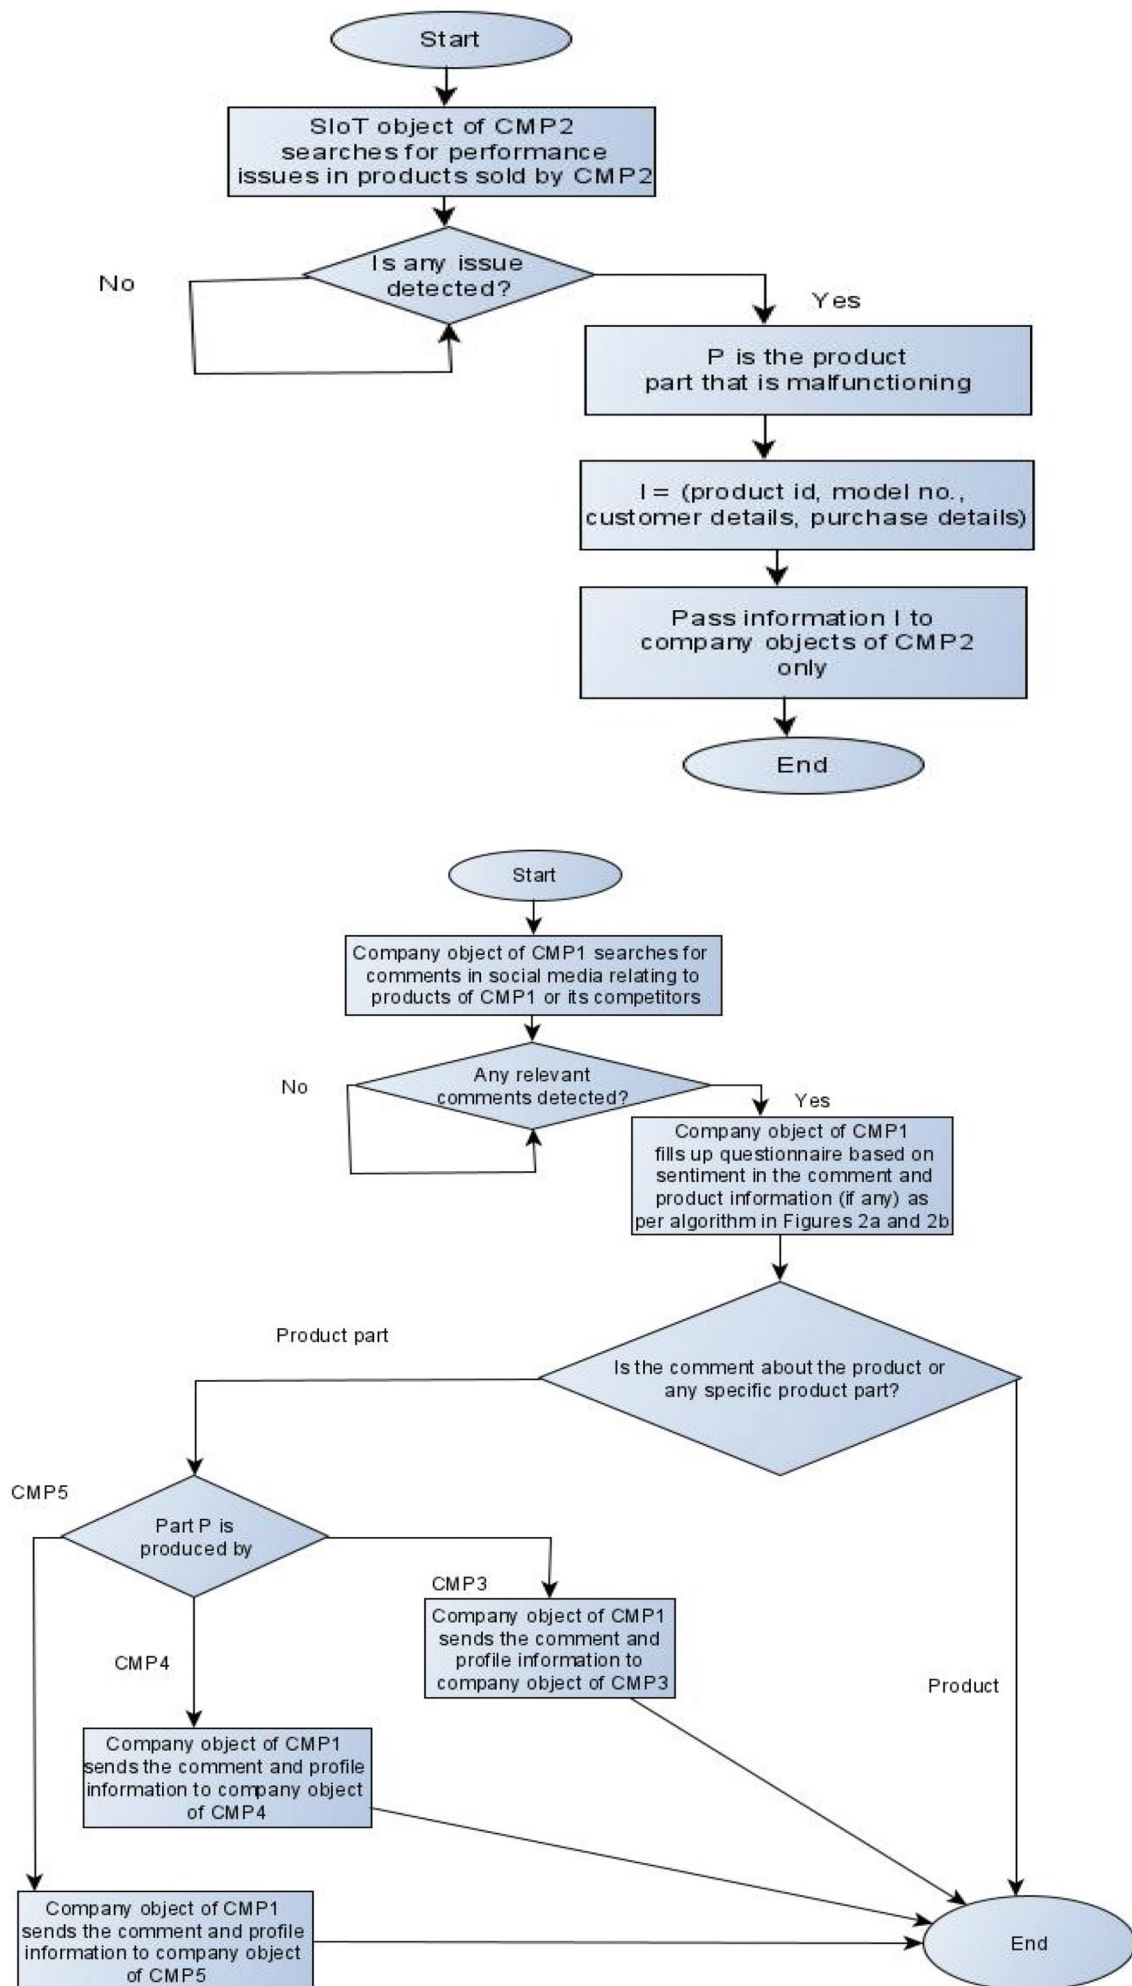 Start
SIoT object of CMP2
searches for performance
issues in products sold by CMP2
Is any issue
detected?
No
Yes
P is the product
part that is malfunctioning
I = (product id, model no.,
customer details, purchase details)
Pass information I to
company objects of CMP2
only
End
Start
Company object of CMP1 searches for
comments in social media relating to
products of CMP1 or its competitors
Any relevant
comments detected?
No
Yes
Company object of CMP1
fills up questionnaire based on
sentiment in the comment and
product information (if any) as
per algorithm in Figures 2a and 2b
Product part
Is the comment about the product or
any specific product part?
CMP5
Part P is
produced by
CMP3
Company object of CMP1
sends the comment and
profile information to
company object of CMP3
CMP4
Product
Company object of CMP1
sends the comment and profile
information to company object
of CMP4
Company object of CMP1
sends the comment and profile
information to company object
of CMP5
End